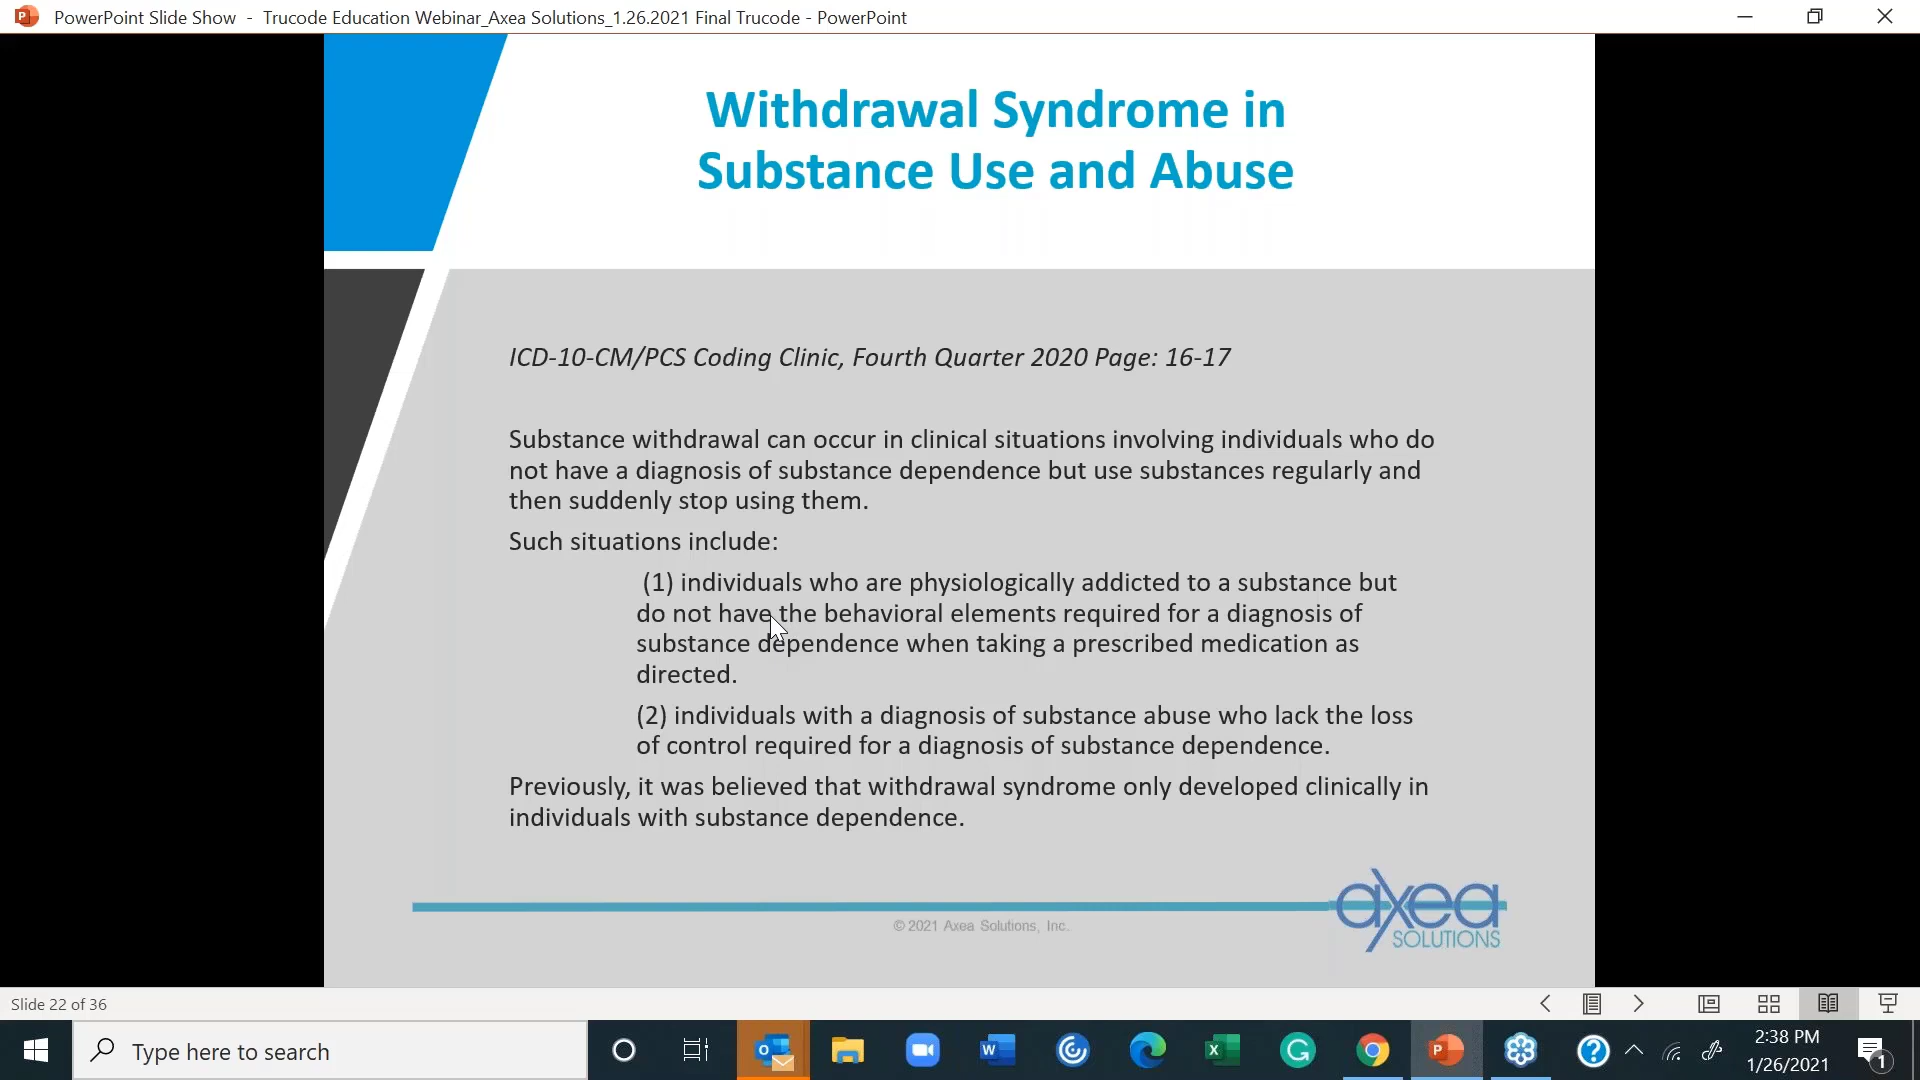 PowerPoint Slide Show - Trucode Education Webinar_Axea Solutions_1.26.2021 Final Trucode - PowerPoint
Withdrawal Syndrome in
Substance Use and Abuse
ICD-10-CM/PCS Coding Clinic, Fourth Quarter 2020 Page: 16-17
Substance withdrawal can occur in clinical situations involving individuals who do
not have a diagnosis of substance dependence but use substances regularly and
then suddenly stop using them.
Such situations include:
(1) individuals who are physiologically addicted to a substance but
do not have the behavioral elements required for a diagnosis of
substance dependence when taking a prescribed medication as
directed.
(2) individuals with a diagnosis of substance abuse who lack the loss
of control required for a diagnosis of substance dependence.
Previously, it was believed that withdrawal syndrome only developed clinically in
individuals with substance dependence.
axea
SOLUTIONS
© 2021 Axea Solutions, Inc.
Slide 22 of 36
Type here to search
2:38 PM
1/26/2021
1